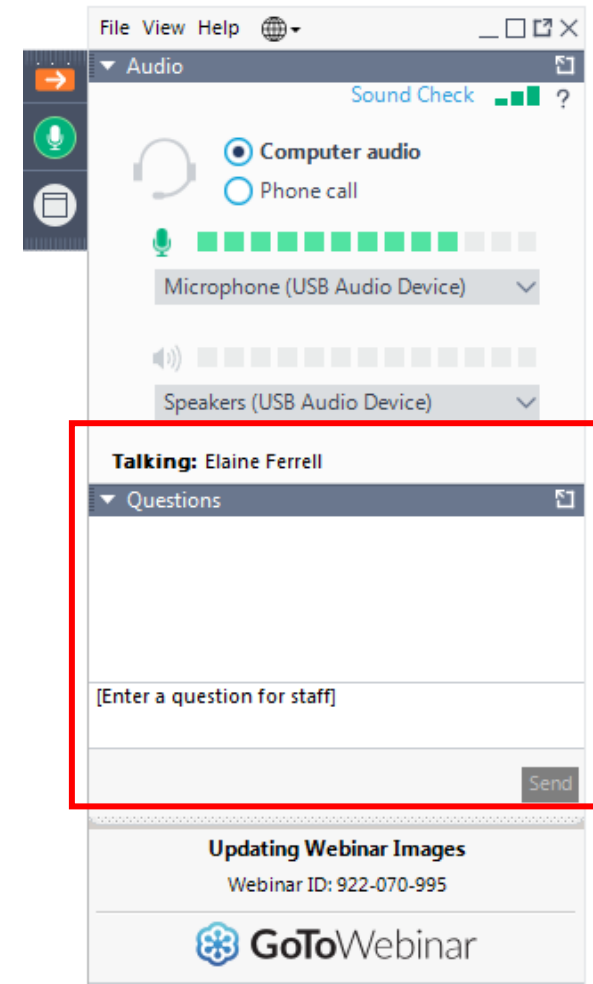 File View Help
Audio
Sound Check ?
Computer audio
Phone call
Microphone (USB Audio Device)
Speakers (USB Audio Device)
Talking: Elaine Ferrell
Questions
[Enter a question for staff]
Send
Updating Webinar Images
Webinar ID: 922-070-995
GoToWebinar